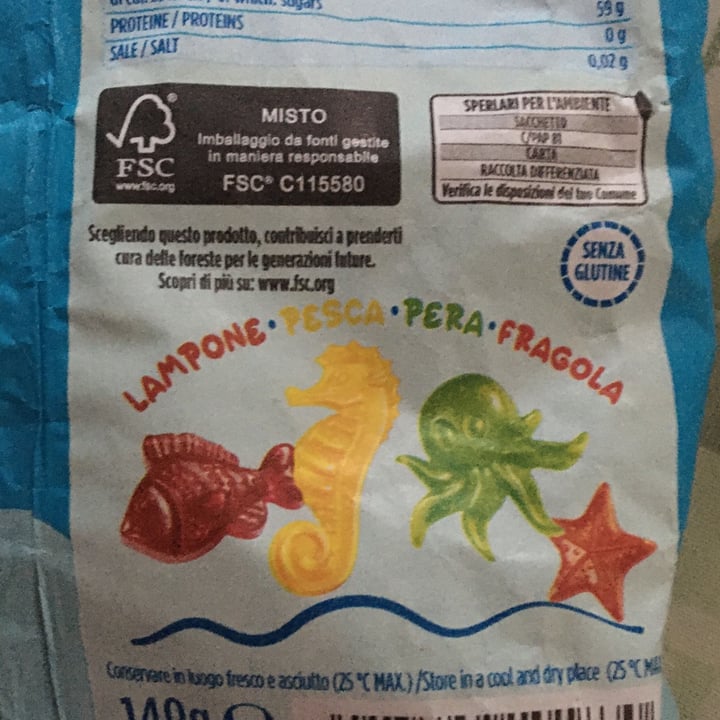 sugars
59 g
PROTEINE / PROTEINS
0 g
SALE / SALT
0,02 g
FSC®
www.fsc.org
MISTO
Imballaggio da fonti gestite
in maniera responsabile
FSC® C115580
SPERLARI PER L'AMBIENTE
SACCHETTO
C/PAP 81
CARTA
RACCOLTA DIFFERENZIATA
Verifica le disposizioni del tuo Comune
Scegliendo questo prodotto, contribuisci a prenderti
cura delle foreste per le generazioni future.
Scopri di più su: www.fsc.org
SENZA
GLUTINE
LAMPONE • PESCA • PERA • FRAGOLA
Conservare in luogo fresco e asciutto (25 °C MAX.) / Store in a cool and dry place (25 °C
140g